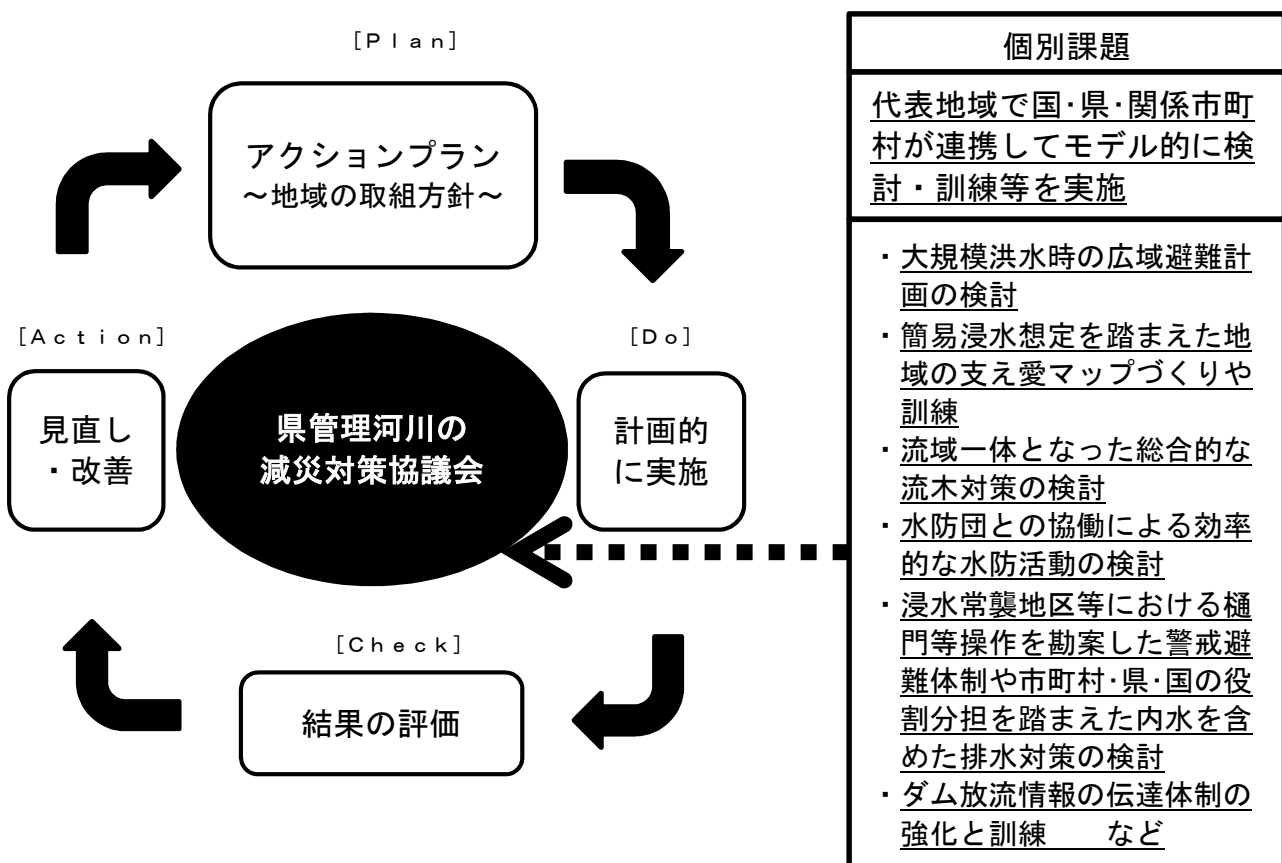 [Plan]
アクションプラン
～地域の取組方針～
[Do]
計画的
に実施
[Check]
結果の評価
[Action]
見直し
・改善
県管理河川の
減災対策協議会
個別課題
代表地域で国･県･関係市町
村が連携してモデル的に検
討・訓練等を実施
・大規模洪水時の広域避難計
画の検討
・簡易浸水想定を踏まえた地
域の支え愛マップづくりや
訓練
・流域一体となった総合的な
流木対策の検討
・水防団との協働による効率
的な水防活動の検討
・浸水常襲地区等における樋
門等操作を勘案した警戒避
難体制や市町村･県･国の役
割分担を踏まえた内水を含
めた排水対策の検討
・ダム放流情報の伝達体制の
強化と訓練　　など